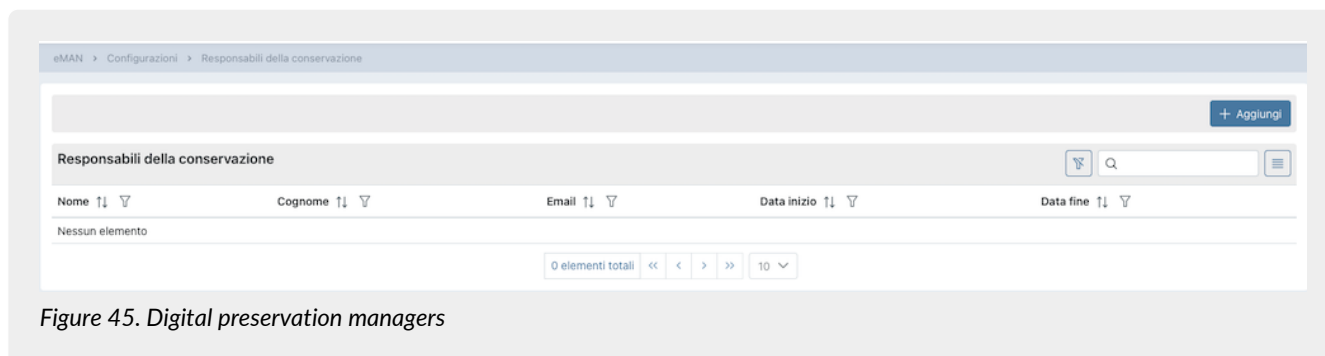 eMAN > Configurazioni > Responsabili della conservazione
+ Aggiungi
Responsabili della conservazione
Nome Cognome Email Data inizio Data fine
Nessun elemento
0 elementi totali << < > >> 10
Figure 45. Digital preservation managers